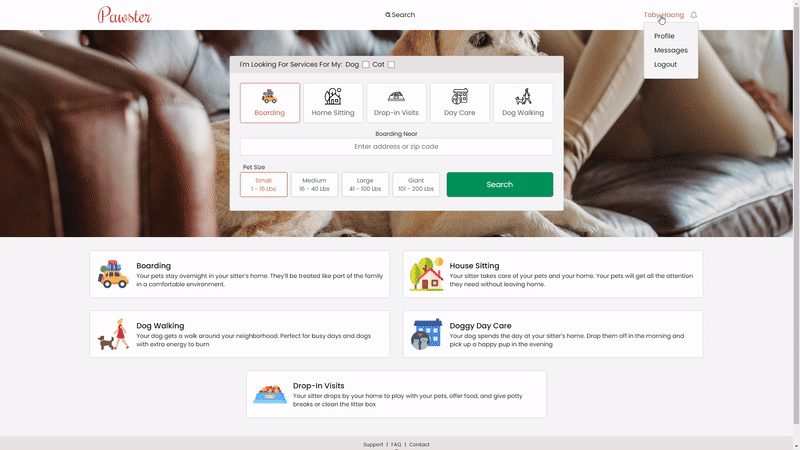 Pawster
Search
Toby Hoang
Profile
Messages
Logout
I'm Looking For Services For My: Dog Cat
Boarding
Home Sitting
Drop-in Visits
Day Care
Dog Walking
Boarding Near
Enter address or zip code
Pet Size
Small
1 - 15 Lbs
Medium
16 - 40 Lbs
Large
41 - 100 Lbs
Giant
101 - 200 Lbs
Search
Boarding
Your pets stay overnight in your sitter's home. They'll be treated like part of the family
in a comfortable environment.
House Sitting
Your sitter takes care of your pets and your home. Your pets will get all the attention
they need without leaving home.
Dog Walking
Your dog gets a walk around your neighborhood. Perfect for busy days and dogs
with extra energy to burn
Doggy Day Care
Your dog spends the day at your sitter's home. Drop them off in the morning and
pick up a happy pup in the evening
Drop-In Visits
Your sitter drops by your home to play with your pets, offer food, and give potty
breaks or clean the litter box
Support | FAQ | Contact